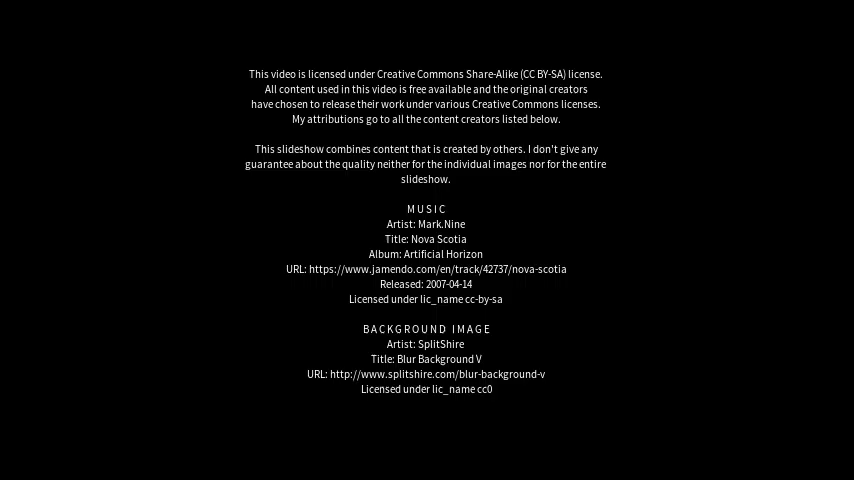 This video is licensed under Creative Commons Share-Alike (CC BY-SA) license.
All content used in this video is free available and the original creators
have chosen to release their work under various Creative Commons licenses.
My attributions go to all the content creators listed below.
This slideshow combines content that is created by others. I don't give any
guarantee about the quality neither for the individual images nor for the entire
slideshow.
MUSIC
Artist: Mark.Nine
Title: Nova Scotia
Album: Artificial Horizon
URL: https://www.jamendo.com/en/track/42737/nova-scotia
Released: 2007-04-14
Licensed under lic_name cc-by-sa
BACKGROUND IMAGE
Artist: SplitShire
Title: Blur Background V
URL: http://www.splitshire.com/blur-background-v
Licensed under lic_name cc0